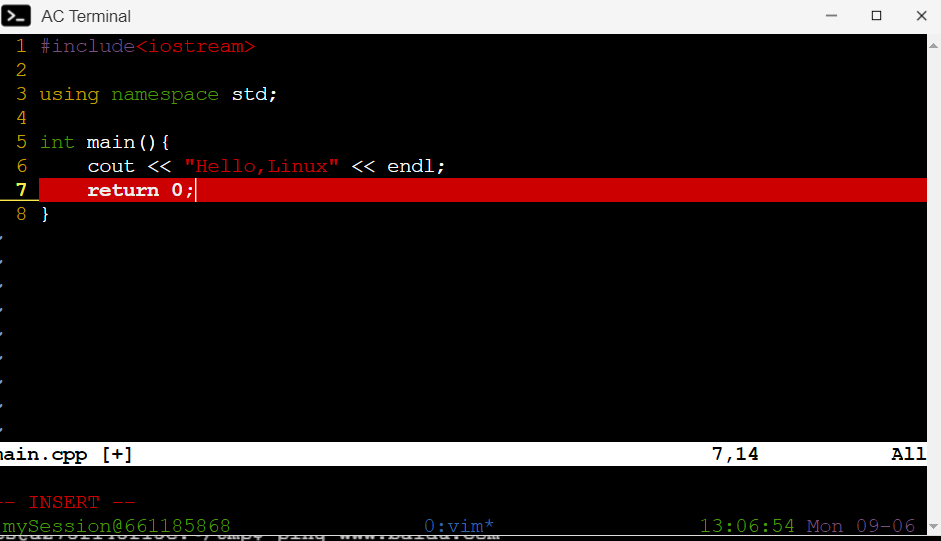 AC Terminal
1 #include<iostream>
2
3 using namespace std;
4
5 int main(){
6     cout << "Hello,Linux" << endl;
7     return 0;
8 }
~
~
~
~
~
~
~
~
~
main.cpp [+] 7,14 All
-- INSERT --
mySession@661185868 0:vim* 13:06:54 Mon 09-06